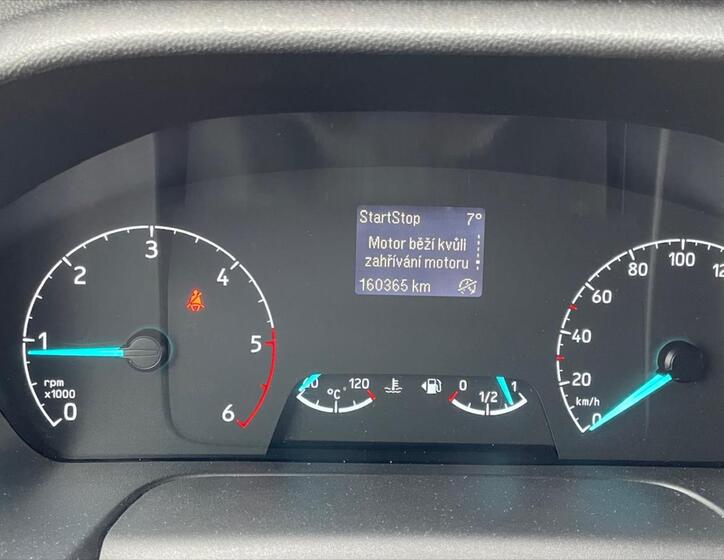 StartStop 7°
Motor běží kvůli
zahřívání motoru
160365 km
0 1 2 3 4 5 6
rpm
x1000
120
°C
0 1/2 1
0 20 40 60 80 100
km/h